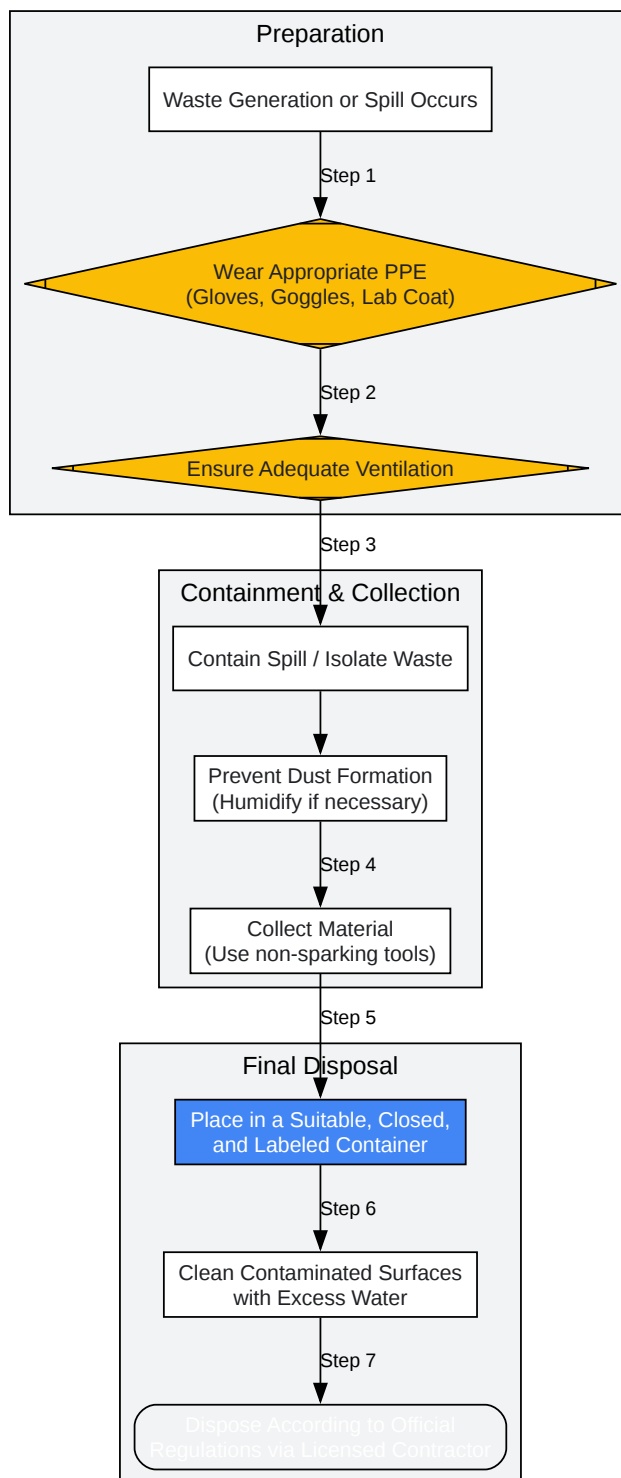 Preparation
Waste Generation or Spill Occurs
Step 1
Wear Appropriate PPE
(Gloves, Goggles, Lab Coat)
Step 2
Ensure Adequate Ventilation
Step 3
Containment & Collection
Contain Spill / Isolate Waste
Prevent Dust Formation
(Humidify if necessary)
Step 4
Collect Material
(Use non-sparking tools)
Step 5
Final Disposal
Place in a Suitable, Closed,
and Labeled Container
Step 6
Clean Contaminated Surfaces
with Excess Water
Step 7
Dispose According to Official
Regulations via Licensed Contractor